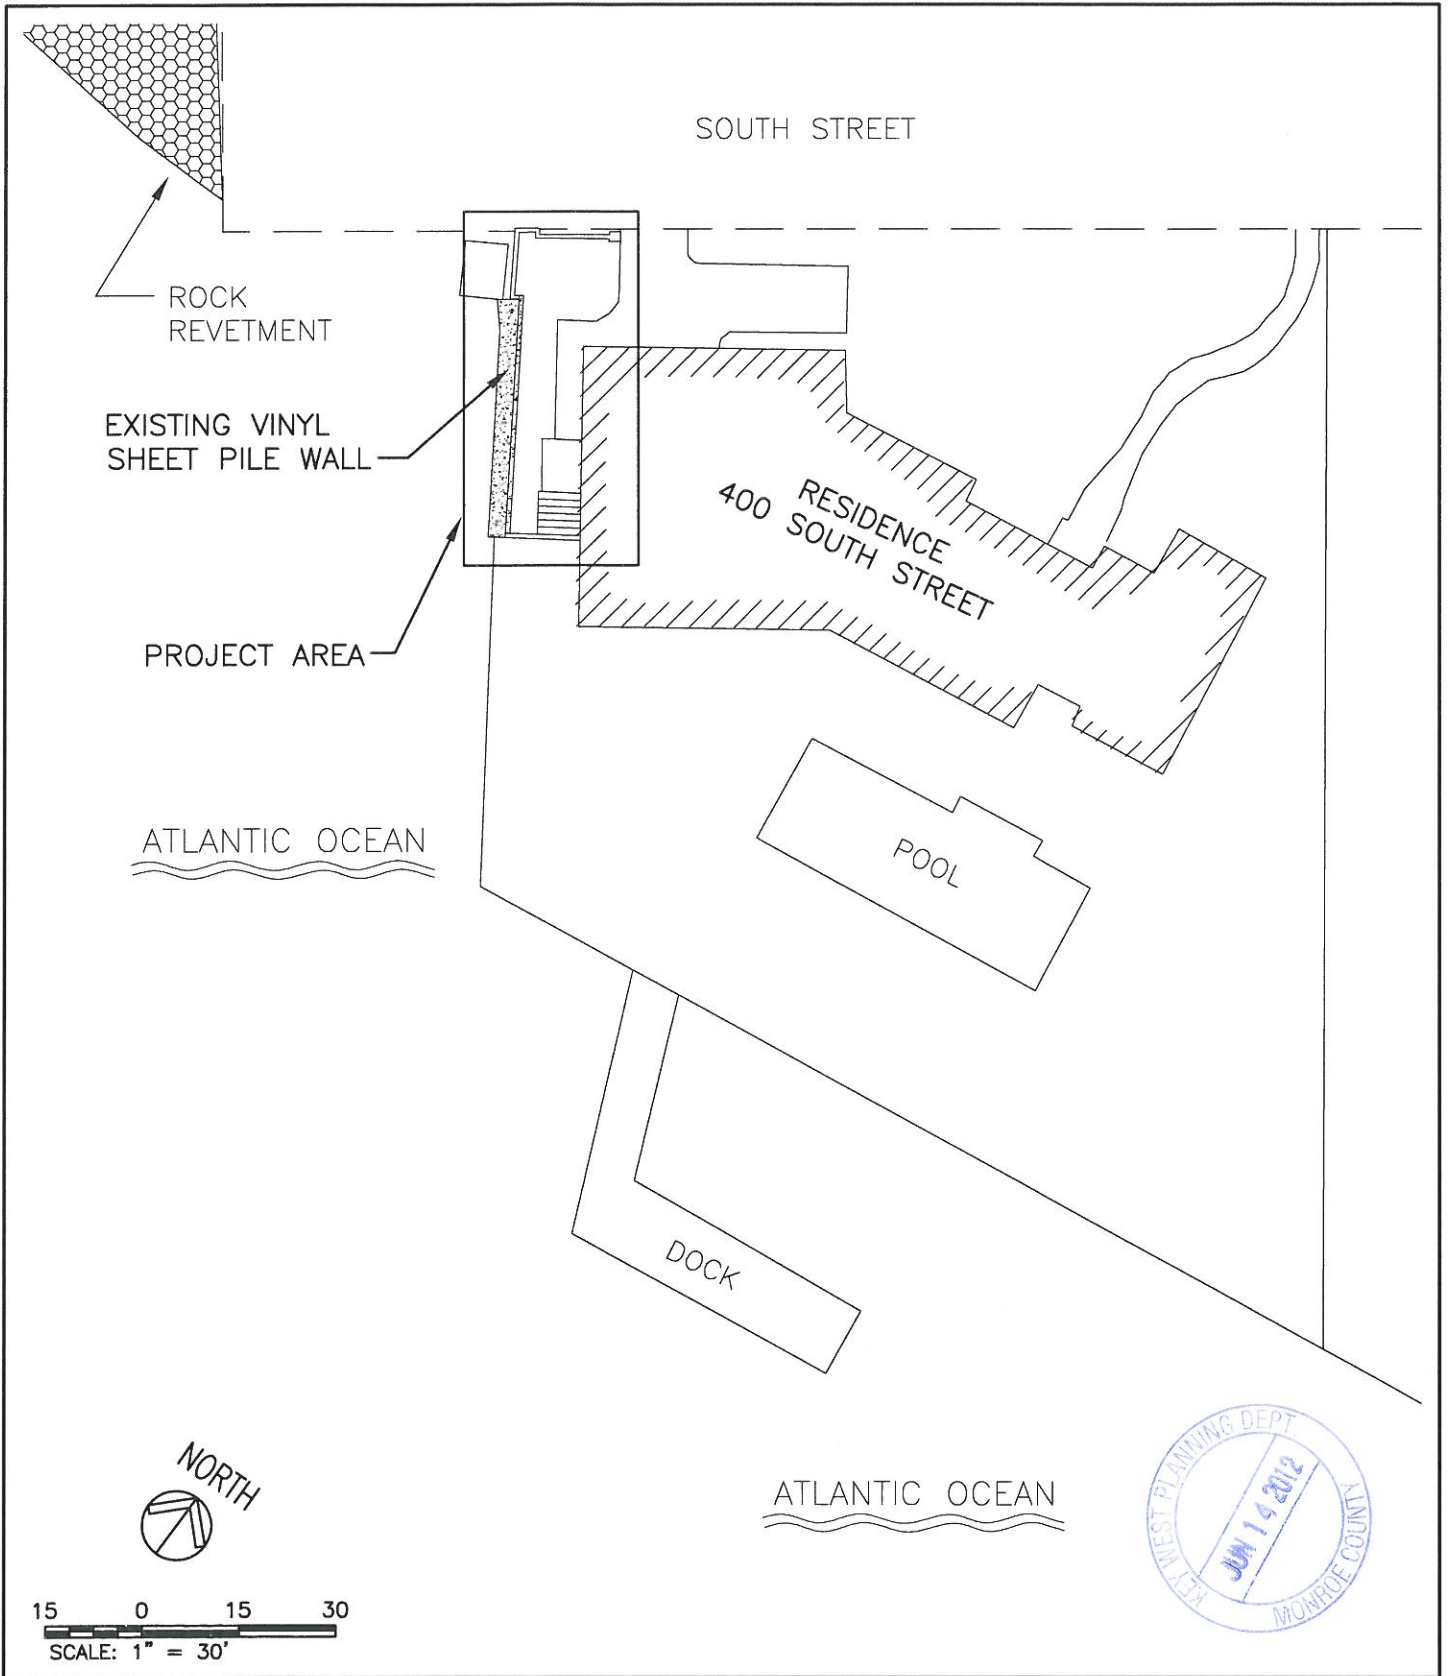 SOUTH STREET
ROCK
REVETMENT
EXISTING VINYL
SHEET PILE WALL
RESIDENCE
400 SOUTH STREET
PROJECT AREA
ATLANTIC OCEAN
POOL
DOCK
NORTH
ATLANTIC OCEAN
KEY WEST PLANNING DEPT.
JUN 14 2012
MONROE COUNTY
15 0 15 30
SCALE: 1" = 30'